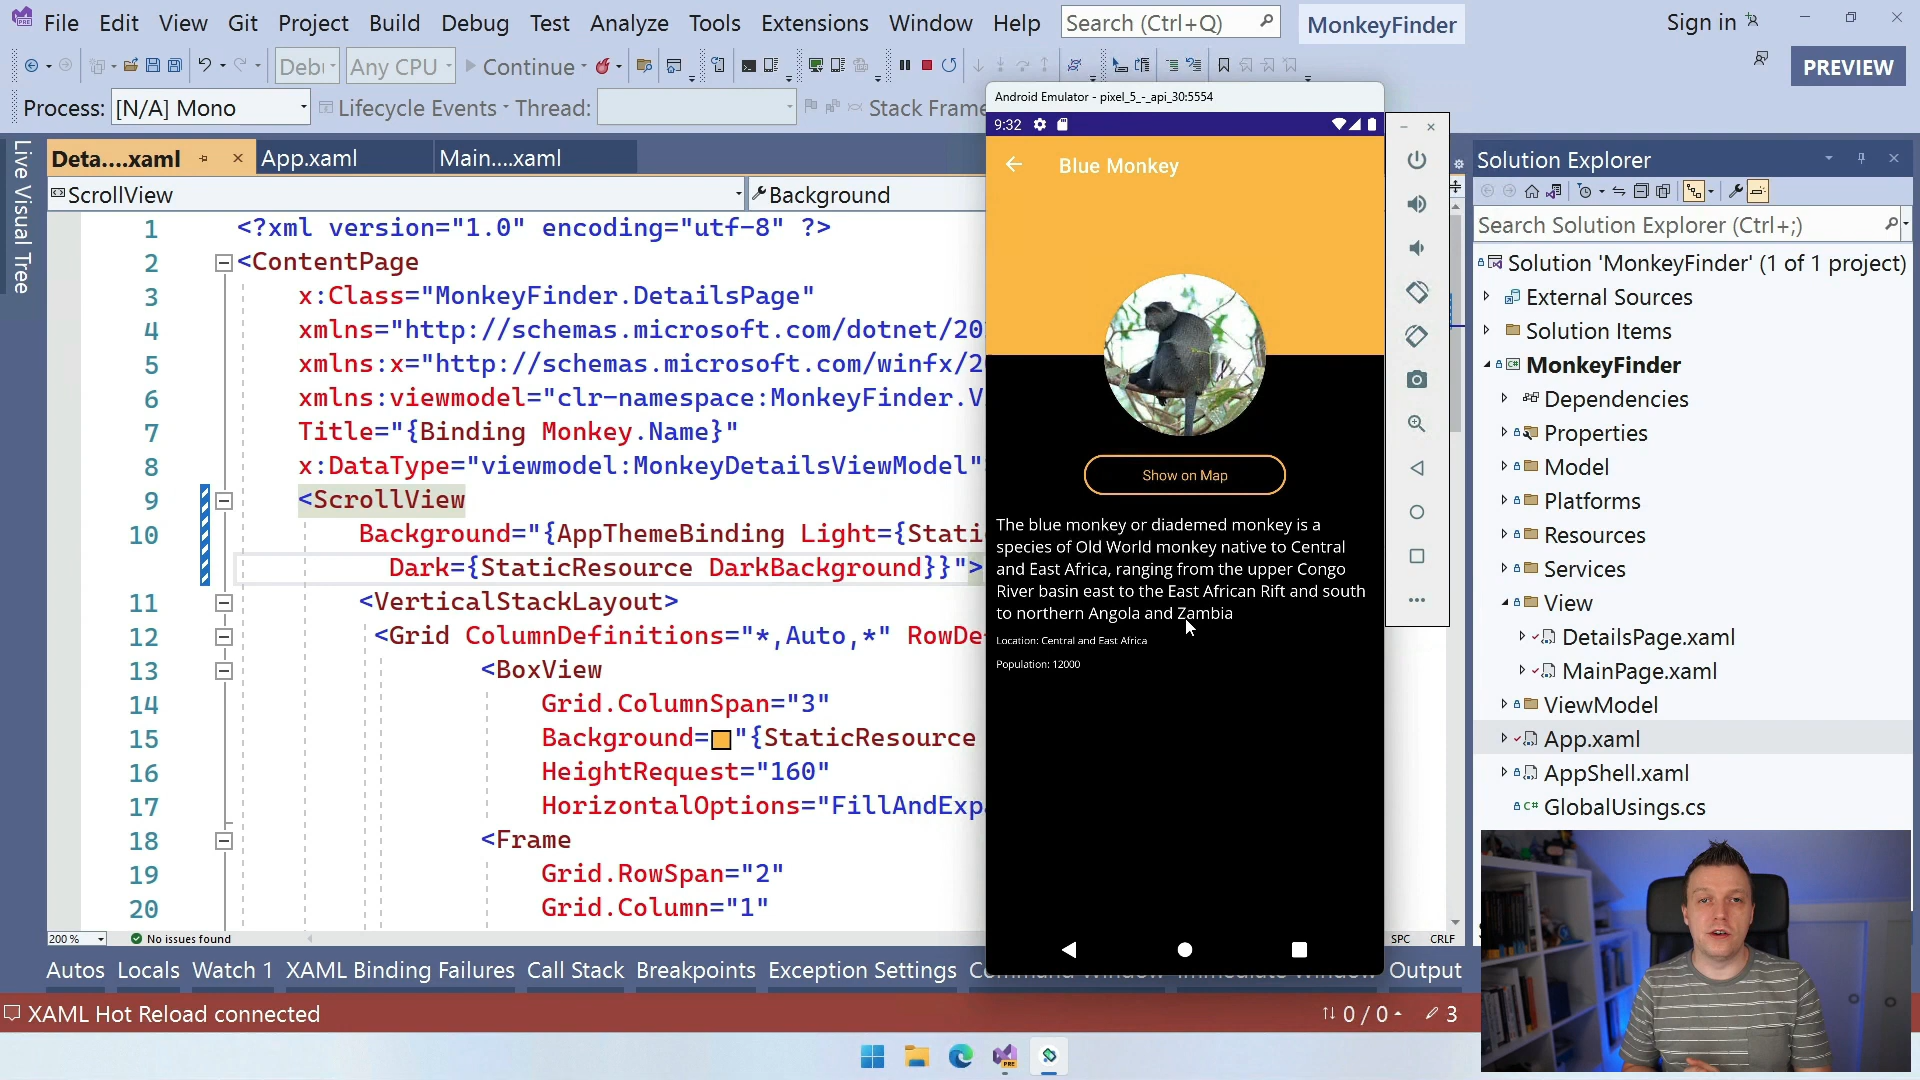 File Edit View Git Project Build Debug Test Analyze Tools Extensions Window Help Search (Ctrl+Q) MonkeyFinder Sign in
Any CPU Continue PREVIEW
Process: [N/A] Mono Lifecycle Events Thread: Stack Frame
Live Visual Tree
Deta....xaml App.xaml Main....xaml
ScrollView Background
1 <?xml version="1.0" encoding="utf-8" ?>
2 <ContentPage
3 x:Class="MonkeyFinder.DetailsPage"
4 xmlns="http://schemas.microsoft.com/dotnet/20
5 xmlns:x="http://schemas.microsoft.com/winfx/2
6 xmlns:viewmodel="clr-namespace:MonkeyFinder.V
7 Title="{Binding Monkey.Name}"
8 x:DataType="viewmodel:MonkeyDetailsViewModel"
9 <ScrollView
10 Background="{AppThemeBinding Light={Stati
Dark={StaticResource DarkBackground}}">
11 <VerticalStackLayout>
12 <Grid ColumnDefinitions="*,Auto,*" RowDe
13 <BoxView
14 Grid.ColumnSpan="3"
15 Background="{StaticResource
16 HeightRequest="160"
17 HorizontalOptions="FillAndExp
18 <Frame
19 Grid.RowSpan="2"
20 Grid.Column="1"
200 % No issues found SPC CRLF
Autos Locals Watch 1 XAML Binding Failures Call Stack Breakpoints Exception Settings Output
XAML Hot Reload connected 0 / 0 3
Android Emulator - pixel_5_-_api_30:5554
9:32
Blue Monkey
Show on Map
The blue monkey or diademed monkey is a
species of Old World monkey native to Central
and East Africa, ranging from the upper Congo
River basin east to the East African Rift and south
to northern Angola and Zambia
Location: Central and East Africa
Population: 12000
Solution Explorer
Search Solution Explorer (Ctrl+;)
Solution 'MonkeyFinder' (1 of 1 project)
External Sources
Solution Items
MonkeyFinder
Dependencies
Properties
Model
Platforms
Resources
Services
View
DetailsPage.xaml
MainPage.xaml
ViewModel
App.xaml
AppShell.xaml
C# GlobalUsings.cs